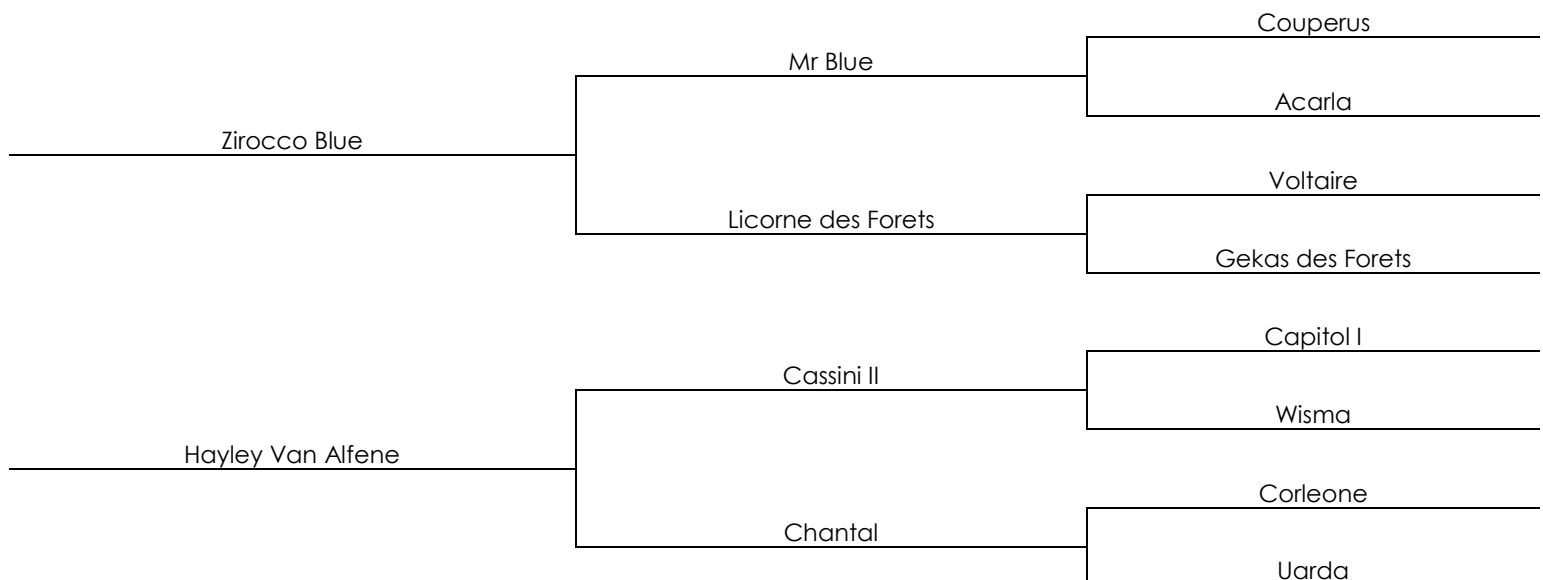 Couperus
Mr Blue
Acarla
Zirocco Blue
Voltaire
Licorne des Forets
Gekas des Forets
Capitol I
Cassini II
Wisma
Hayley Van Alfene
Corleone
Chantal
Uarda